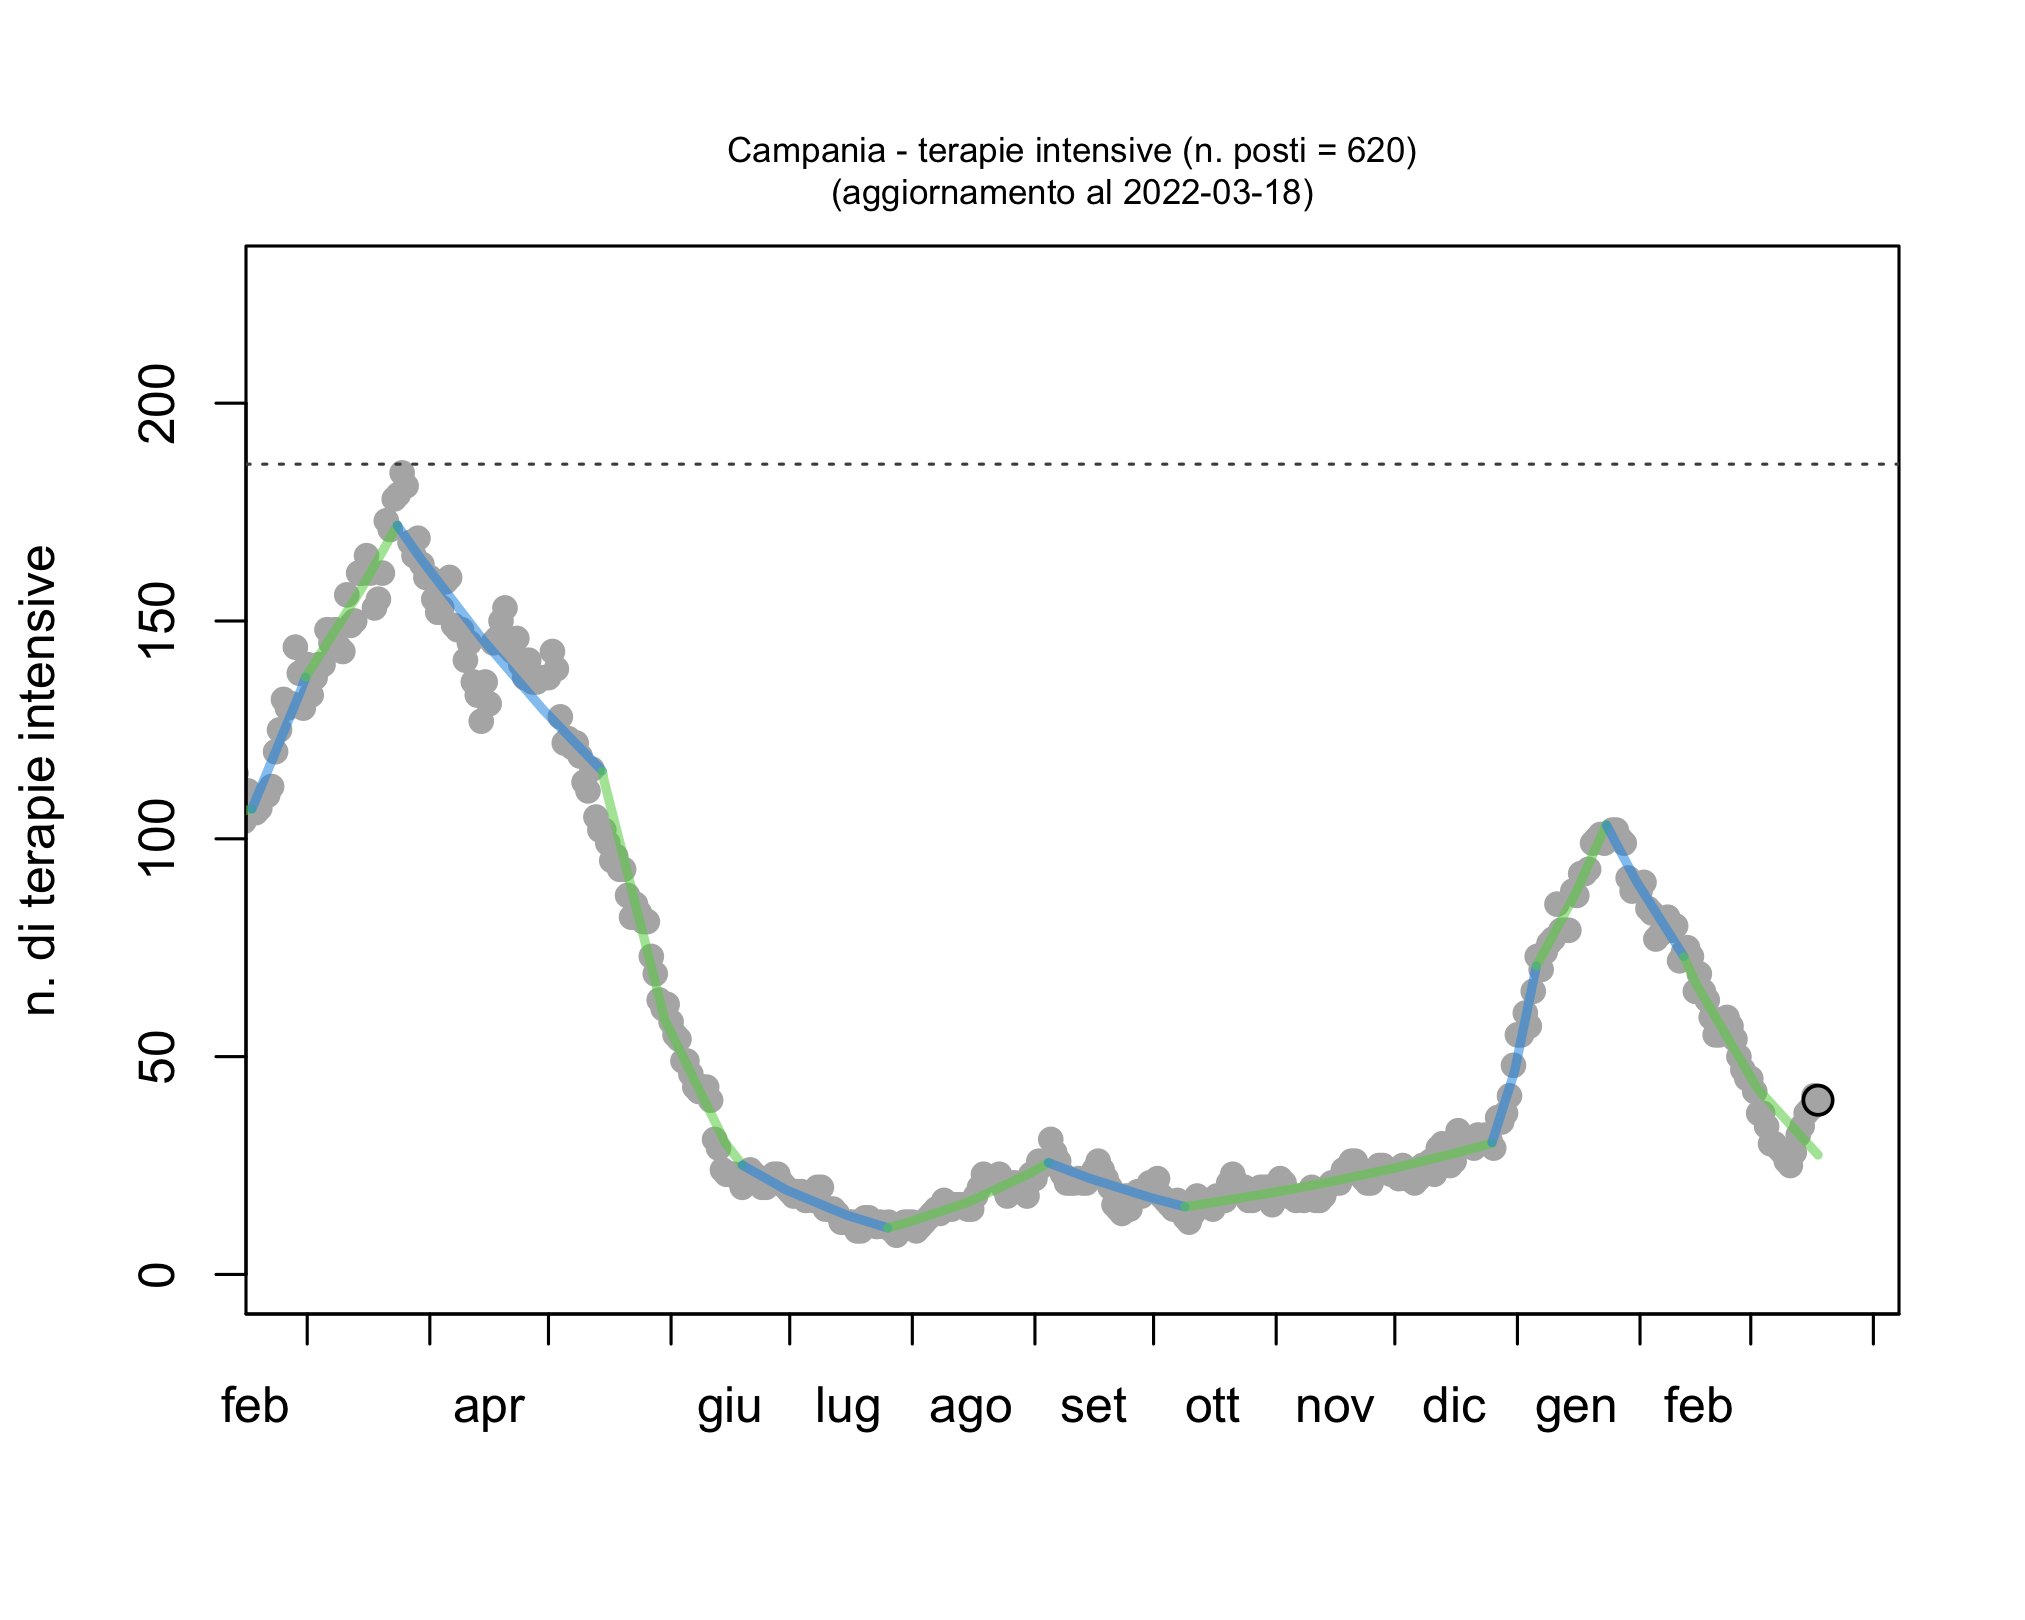 Campania - terapie intensive (n. posti = 620)
(aggiornamento al 2022-03-18)
n. di terapie intensive
200
150
100
50
0
feb apr giu lug ago set ott nov dic gen feb